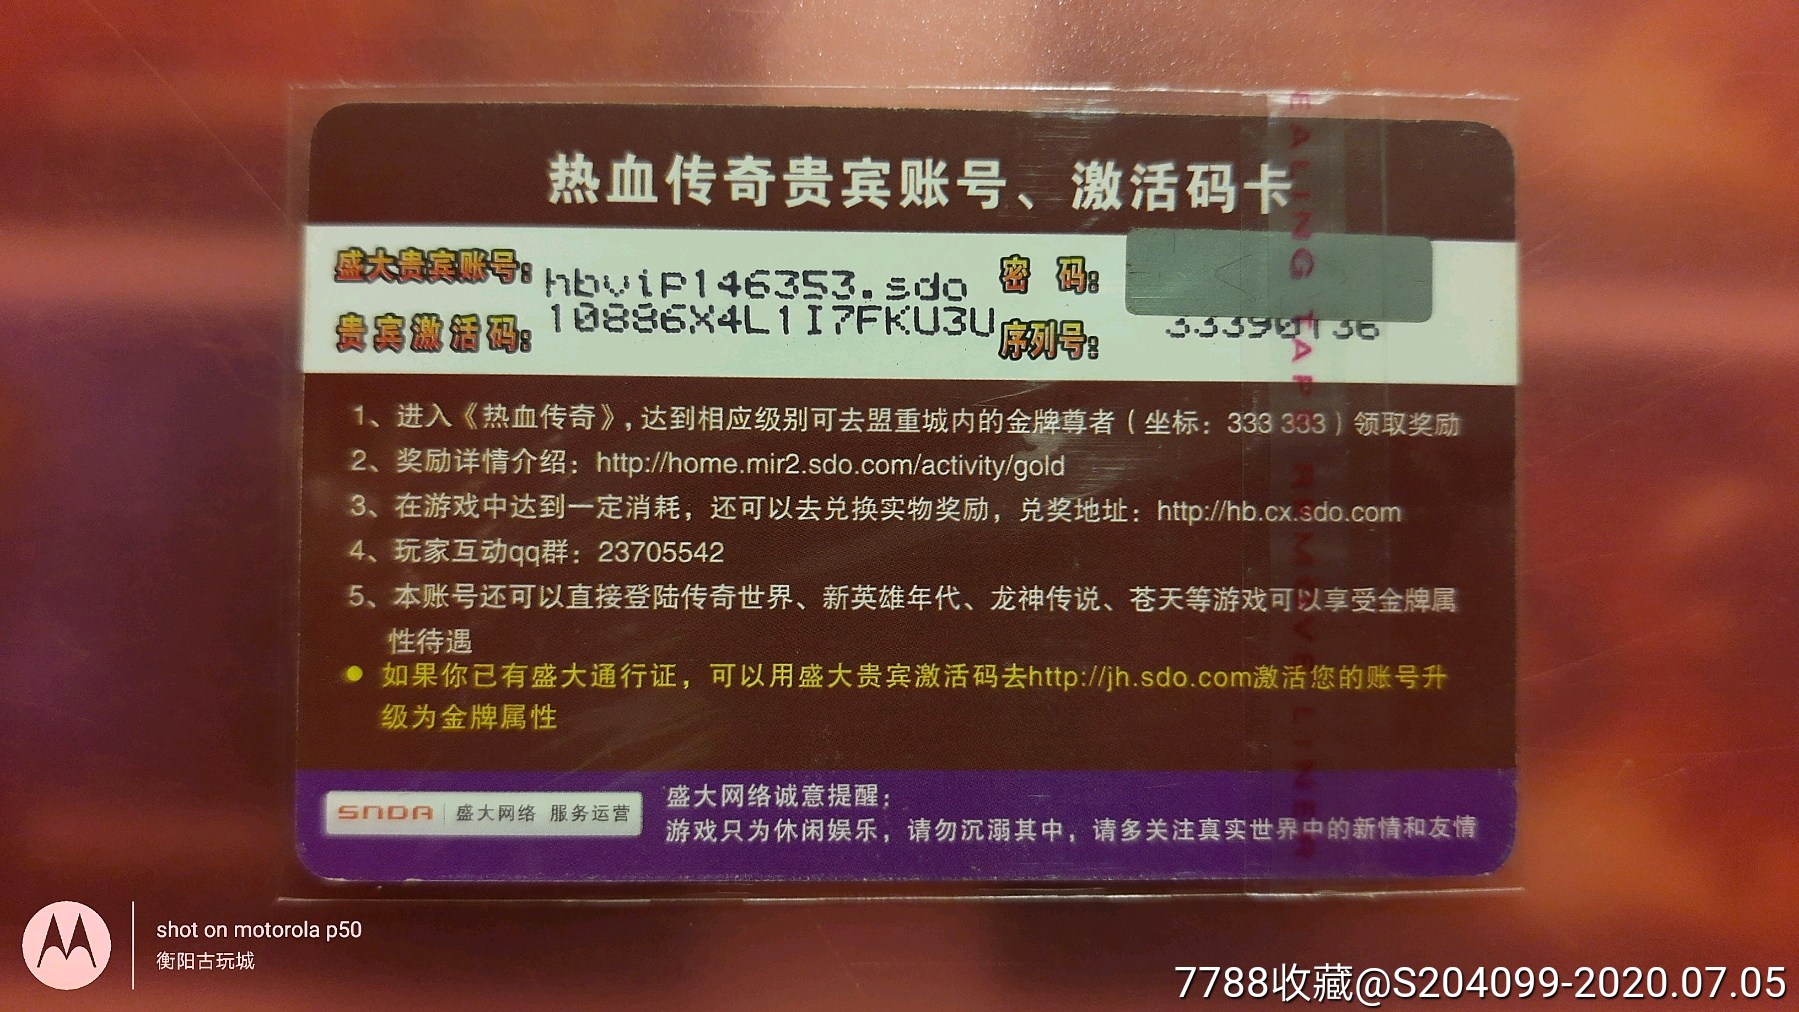 热血传奇贵宾账号、激活码卡
盛大贵宾账号: hbvip146353.sdo 密 码:
贵宾激活码: 10886X4L1I7FKU3U 序列号: 33390136
1、进入《热血传奇》,达到相应级别可去盟重城内的金牌尊者(坐标:333 333)领取奖励
2、奖励详情介绍:http://home.mir2.sdo.com/activity/gold
3、在游戏中达到一定消耗,还可以去兑换实物奖励,兑奖地址:http://hb.cx.sdo.com
4、玩家互动qq群:23705542
5、本账号还可以直接登陆传奇世界、新英雄年代、龙神传说、苍天等游戏可以享受金牌属
性待遇
● 如果你已有盛大通行证,可以用盛大贵宾激活码去http://jh.sdo.com激活您的账号升
级为金牌属性
SNDA 盛大网络 服务运营
盛大网络诚意提醒:
游戏只为休闲娱乐,请勿沉溺其中,请多关注真实世界中的新情和友情
EALING TAP REMOVE LINER
shot on motorola p50
衡阳古玩城
7788收藏@S204099-2020.07.05